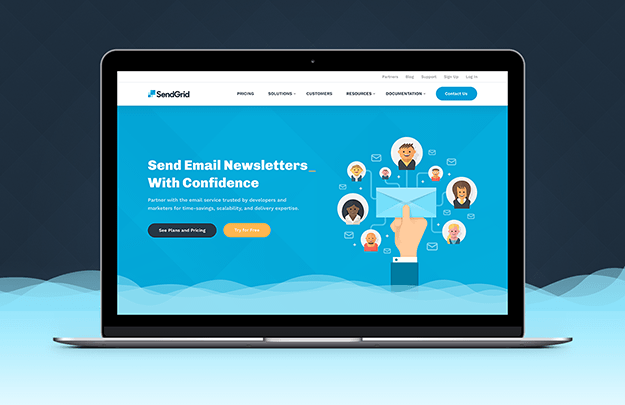 Partners Blog Support Sign Up Log In
SendGrid PRICING SOLUTIONS CUSTOMERS RESOURCES DOCUMENTATION Contact Us
Send Email Newsletters_
With Confidence
Partner with the email service trusted by developers and
marketers for time-savings, scalability, and delivery expertise.
See Plans and Pricing Try for Free